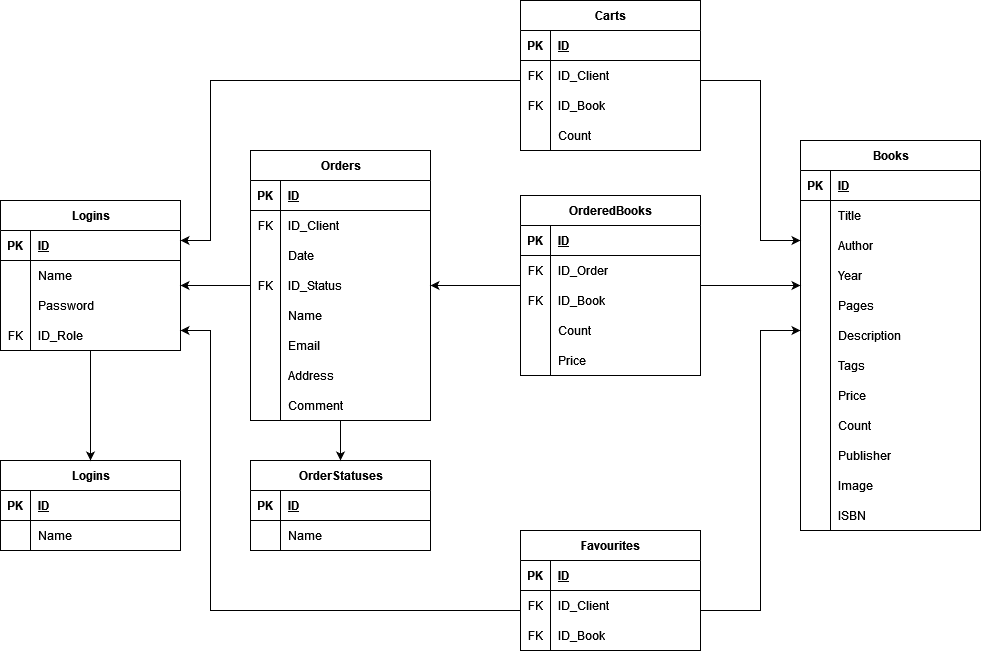 Carts
PK ID
FK ID_Client
FK ID_Book
Count
Orders
PK ID
FK ID_Client
Date
FK ID_Status
Name
Email
Address
Comment
Logins
PK ID
Name
Password
FK ID_Role
OrderedBooks
PK ID
FK ID_Order
FK ID_Book
Count
Price
Books
PK ID
Title
Author
Year
Pages
Description
Tags
Price
Count
Publisher
Image
ISBN
Logins
PK ID
Name
OrderStatuses
PK ID
Name
Favourites
PK ID
FK ID_Client
FK ID_Book